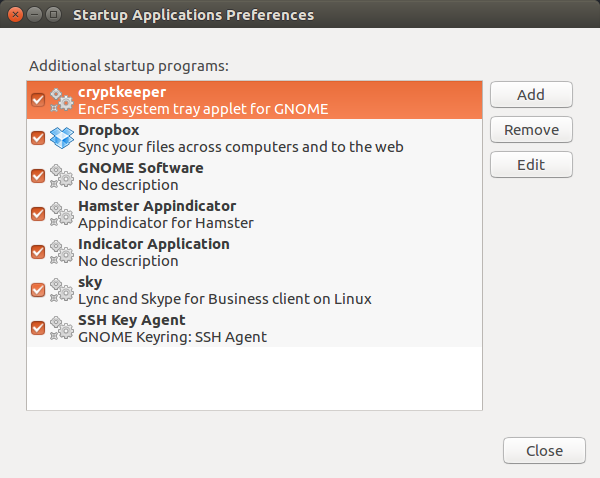 Startup Applications Preferences
Additional startup programs:
cryptkeeper
EncFS system tray applet for GNOME
Dropbox
Sync your files across computers and to the web
GNOME Software
No description
Hamster Appindicator
Appindicator for Hamster
Indicator Application
No description
sky
Lync and Skype for Business client on Linux
SSH Key Agent
GNOME Keyring: SSH Agent
Add
Remove
Edit
Close